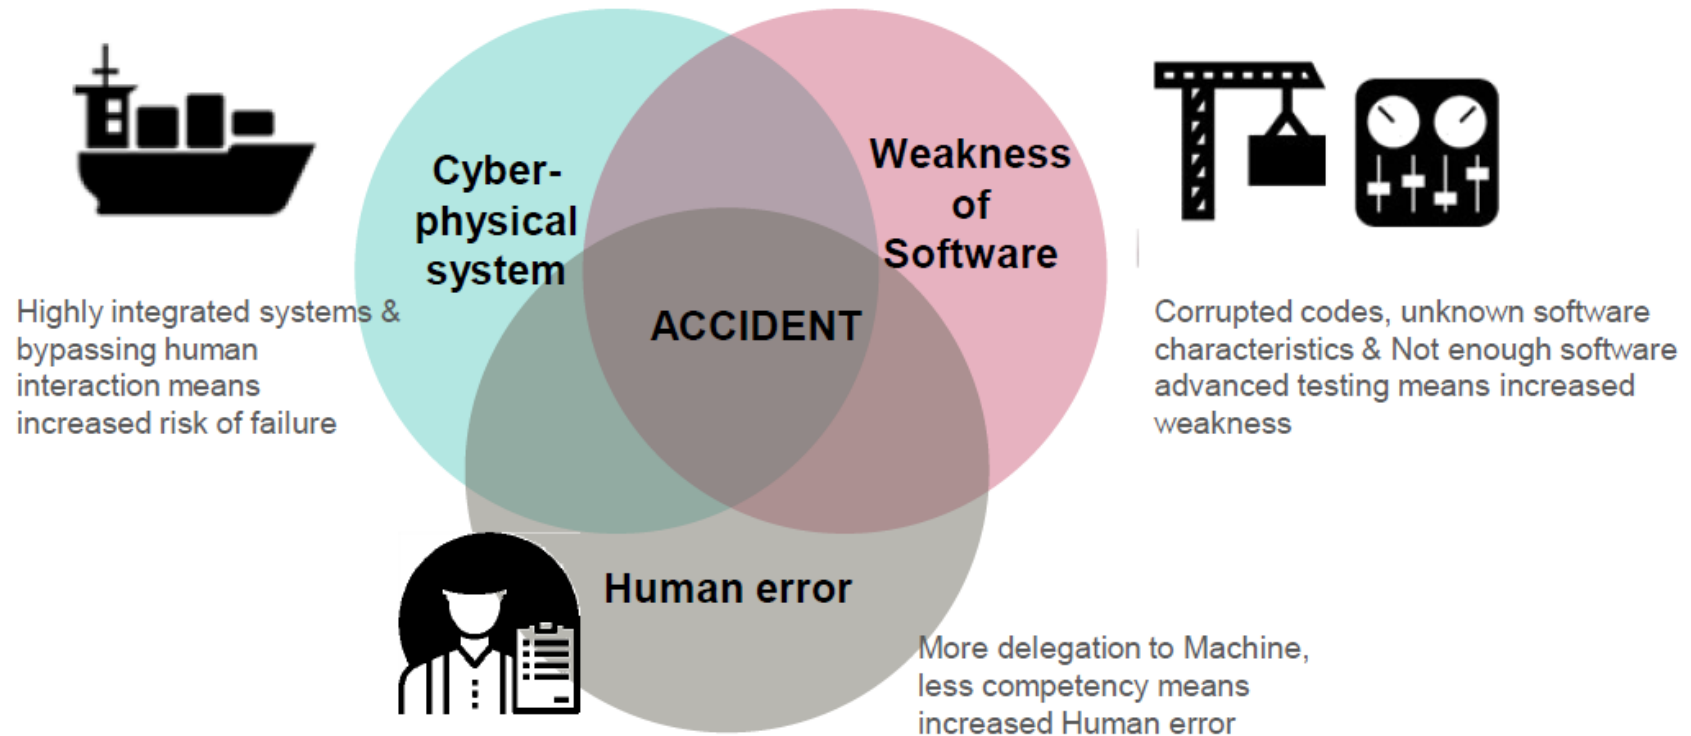 Cyber-
physical
system
Weakness
of
Software
ACCIDENT
Human error
Highly integrated systems &
bypassing human
interaction means
increased risk of failure
Corrupted codes, unknown software
characteristics & Not enough software
advanced testing means increased
weakness
More delegation to Machine,
less competency means
increased Human error